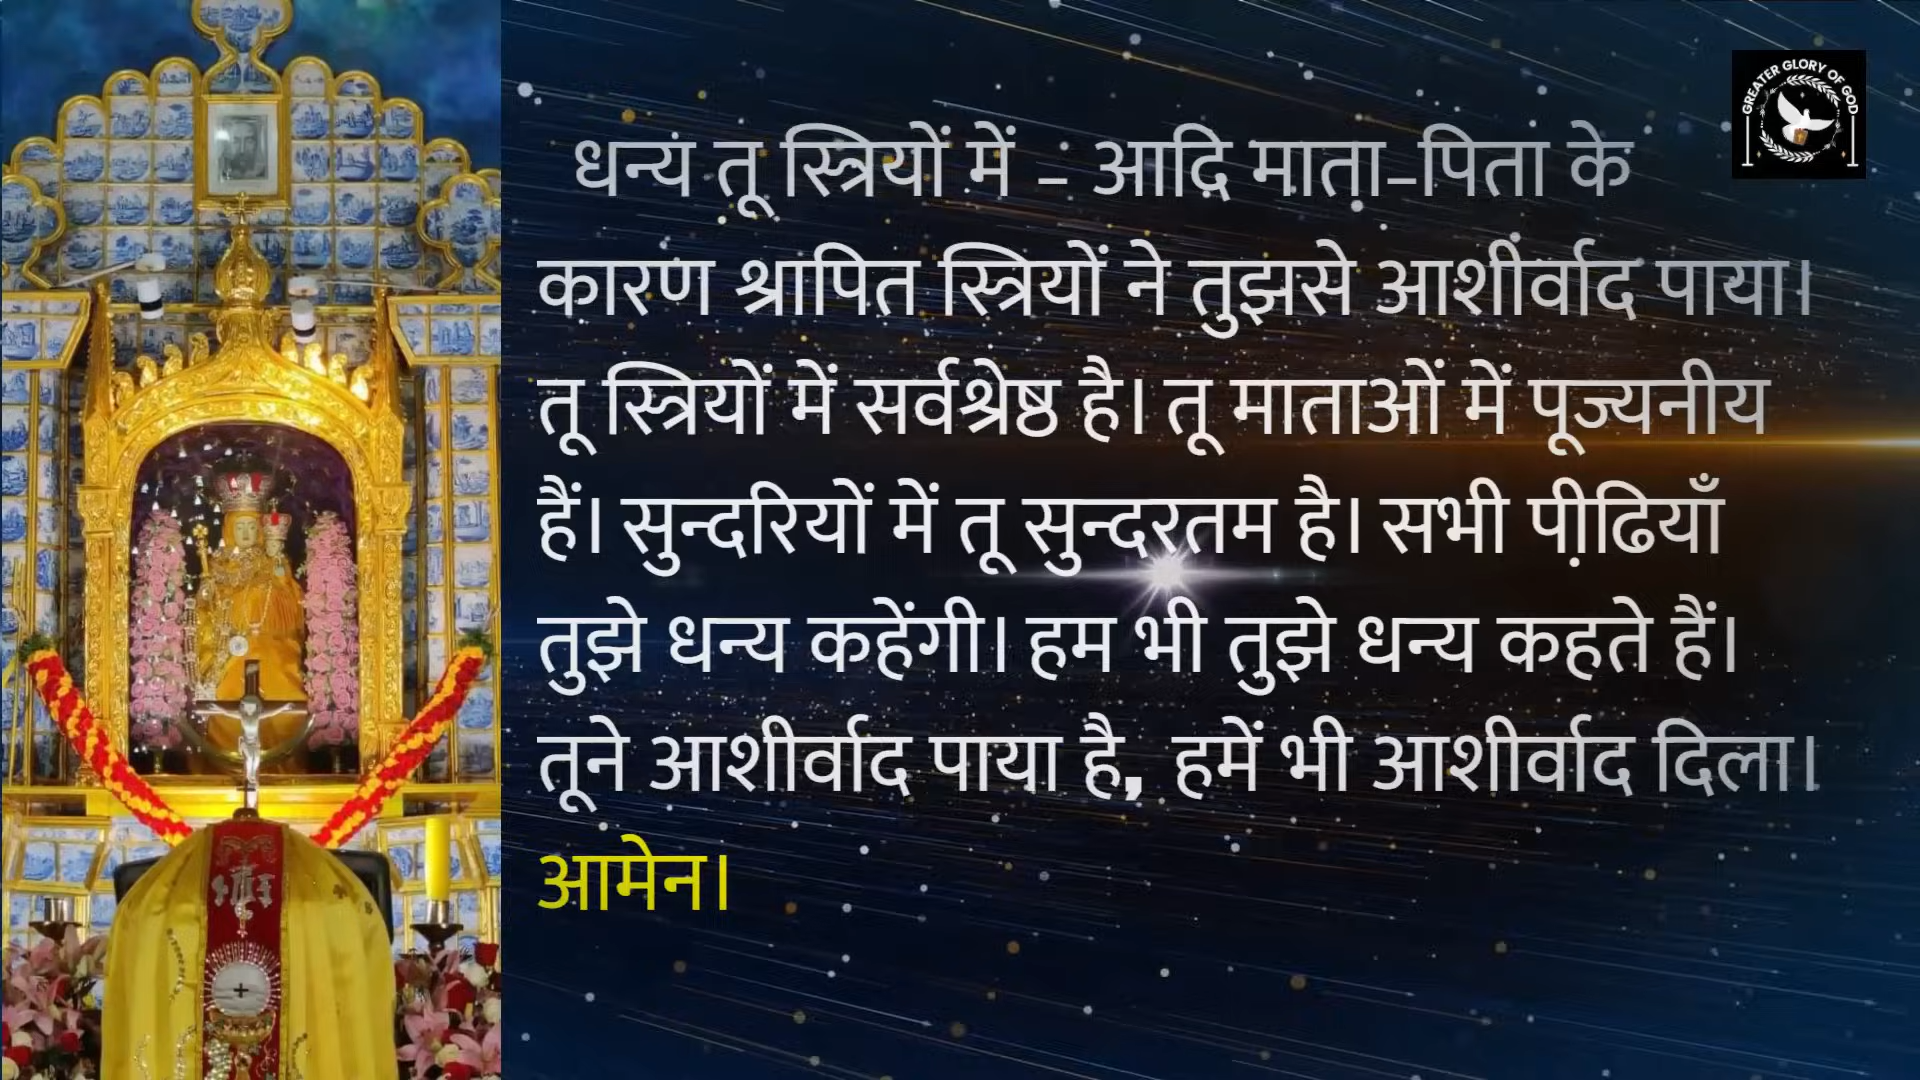 GREATER GLORY OF GOD
धन्य तू स्त्रियों में - आदि माता-पिता के
कारण श्रापित स्त्रियों ने तुझसे आशीर्वाद पाया।
तू स्त्रियों में सर्वश्रेष्ठ है। तू माताओं में पूज्यनीय
हैं। सुन्दरियों में तू सुन्दरतम है। सभी पी़ढियाँ
तुझे धन्य कहेंगी। हम भी तुझे धन्य कहते हैं।
तूने आशीर्वाद पाया है, हमें भी आशीर्वाद दिला।
आमेन।